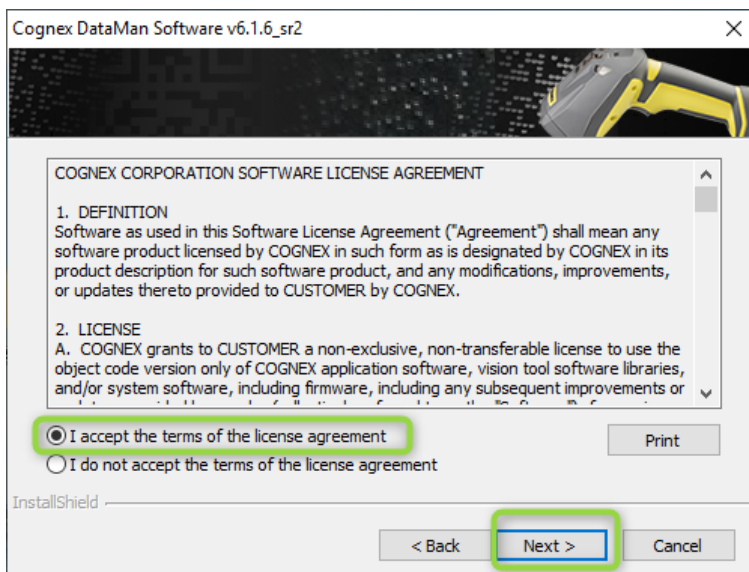 Cognex DataMan Software v6.1.6_sr2
COGNEX CORPORATION SOFTWARE LICENSE AGREEMENT
1. DEFINITION
Software as used in this Software License Agreement ("Agreement") shall mean any
software product licensed by COGNEX in such form as is designated by COGNEX in its
product description for such software product, and any modifications, improvements,
or updates thereto provided to CUSTOMER by COGNEX.
2. LICENSE
A. COGNEX grants to CUSTOMER a non-exclusive, non-transferable license to use the
object code version only of COGNEX application software, vision tool software libraries,
and/or system software, including firmware, including any subsequent improvements or
I accept the terms of the license agreement
Print
I do not accept the terms of the license agreement
InstallShield
< Back
Next >
Cancel